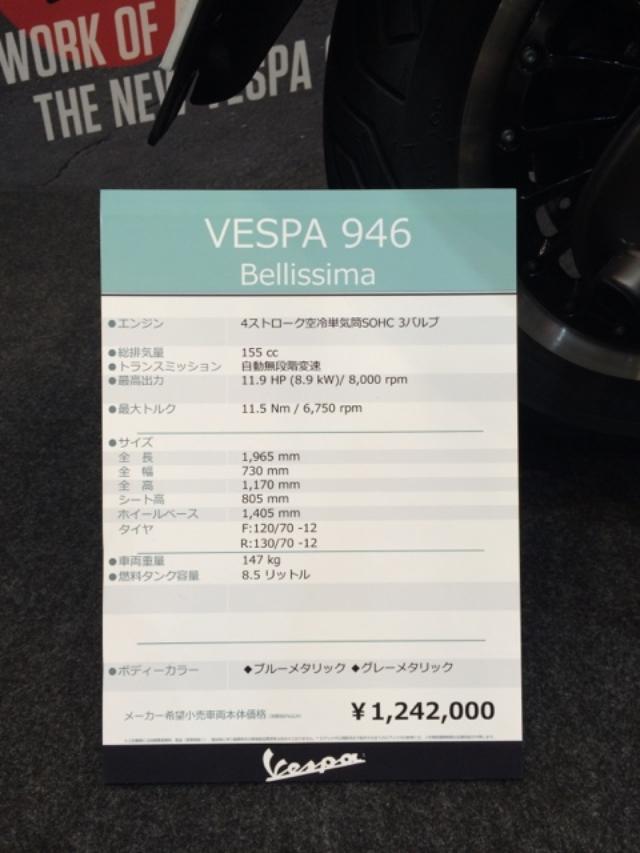 WORK OF
THE NEW VESPA
VESPA 946
Bellissima
●エンジン 4ストローク空冷単気筒SOHC 3バルブ
●総排気量 155 cc
●トランスミッション 自動無段階変速
●最高出力 11.9 HP (8.9 kW)/ 8,000 rpm
●最大トルク 11.5 Nm / 6,750 rpm
●サイズ
全 長 1,965 mm
全 幅 730 mm
全 高 1,170 mm
シート高 805 mm
ホイールベース 1,405 mm
タイヤ F:120/70 -12
R:130/70 -12
●車両重量 147 kg
●燃料タンク容量 8.5 リットル
●ボディーカラー ◆ブルーメタリック ◆グレーメタリック
メーカー希望小売車両本体価格 ¥1,242,000
Vespa